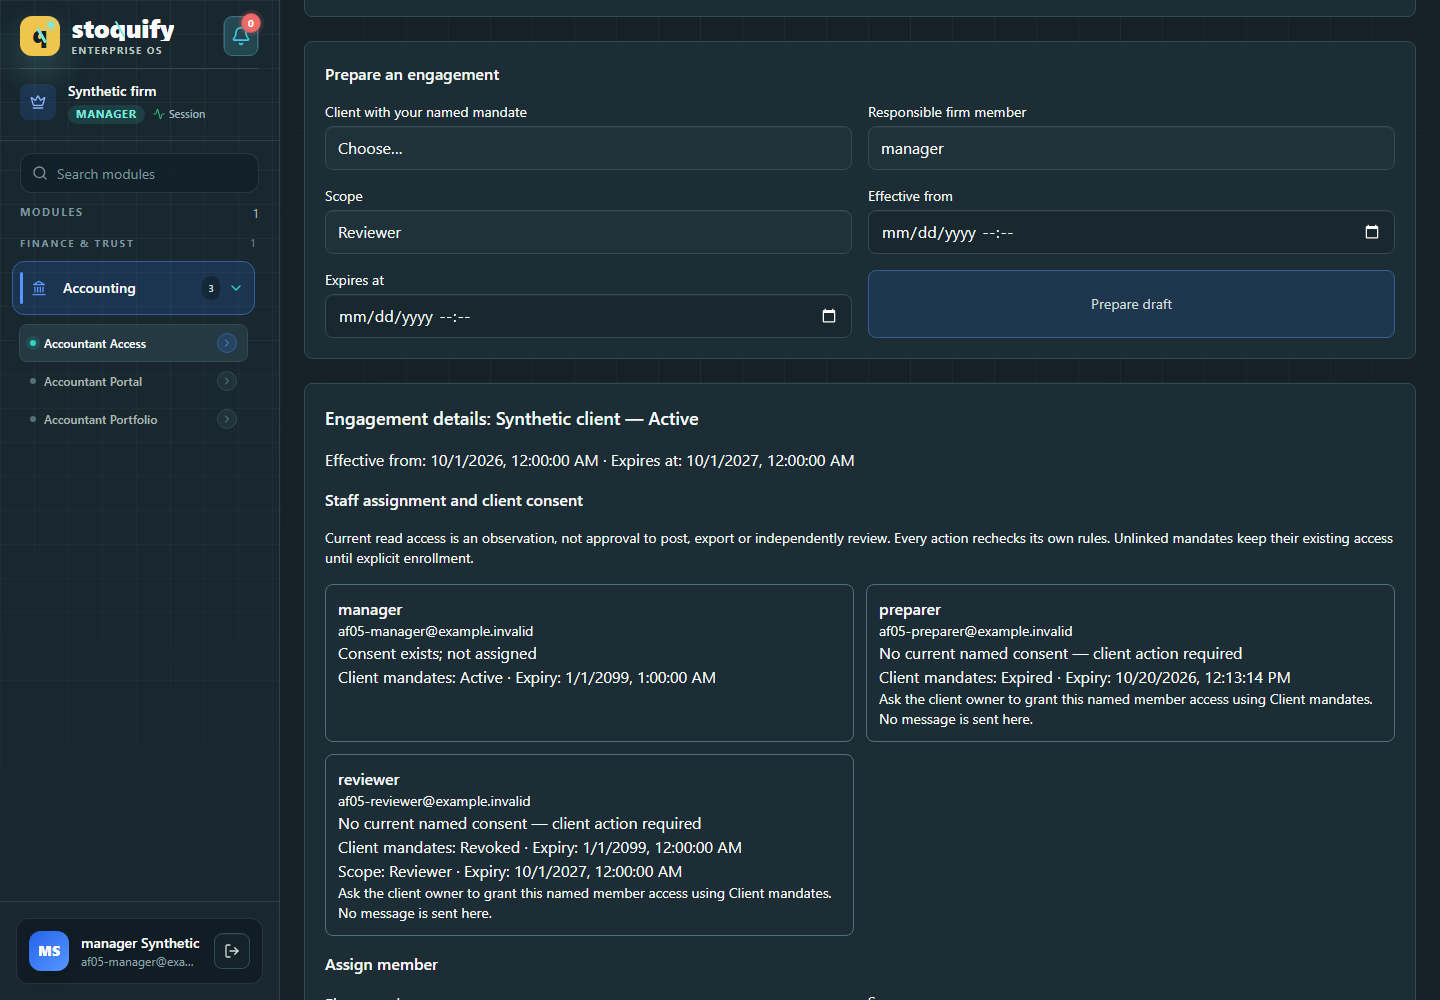 stoquify
ENTERPRISE OS
0
Synthetic firm
MANAGER
Session
Search modules
MODULES
1
FINANCE & TRUST
1
Accounting
3
Accountant Access
Accountant Portal
Accountant Portfolio
MS
manager Synthetic
af05-manager@exa...
Prepare an engagement
Client with your named mandate
Choose...
Responsible firm member
manager
Scope
Reviewer
Effective from
mm/dd/yyyy --:--
Expires at
mm/dd/yyyy --:--
Prepare draft
Engagement details: Synthetic client — Active
Effective from: 10/1/2026, 12:00:00 AM · Expires at: 10/1/2027, 12:00:00 AM
Staff assignment and client consent
Current read access is an observation, not approval to post, export or independently review. Every action rechecks its own rules. Unlinked mandates keep their existing access
until explicit enrollment.
manager
af05-manager@example.invalid
Consent exists; not assigned
Client mandates: Active · Expiry: 1/1/2099, 1:00:00 AM
preparer
af05-preparer@example.invalid
No current named consent — client action required
Client mandates: Expired · Expiry: 10/20/2026, 12:13:14 PM
Ask the client owner to grant this named member access using Client mandates.
No message is sent here.
reviewer
af05-reviewer@example.invalid
No current named consent — client action required
Client mandates: Revoked · Expiry: 1/1/2099, 12:00:00 AM
Scope: Reviewer · Expiry: 10/1/2027, 12:00:00 AM
Ask the client owner to grant this named member access using Client mandates.
No message is sent here.
Assign member